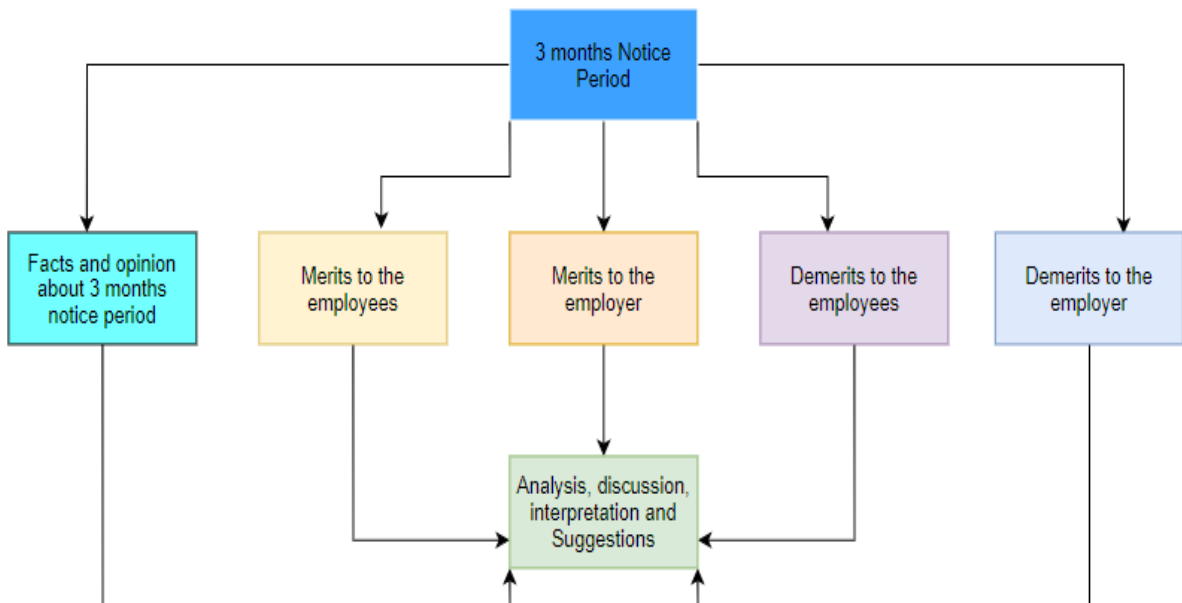 3 months Notice
Period
Facts and opinion
about 3 months
notice period
Merits to the
employees
Merits to the
employer
Demerits to the
employees
Demerits to the
employer
Analysis, discussion,
interpretation and
Suggestions